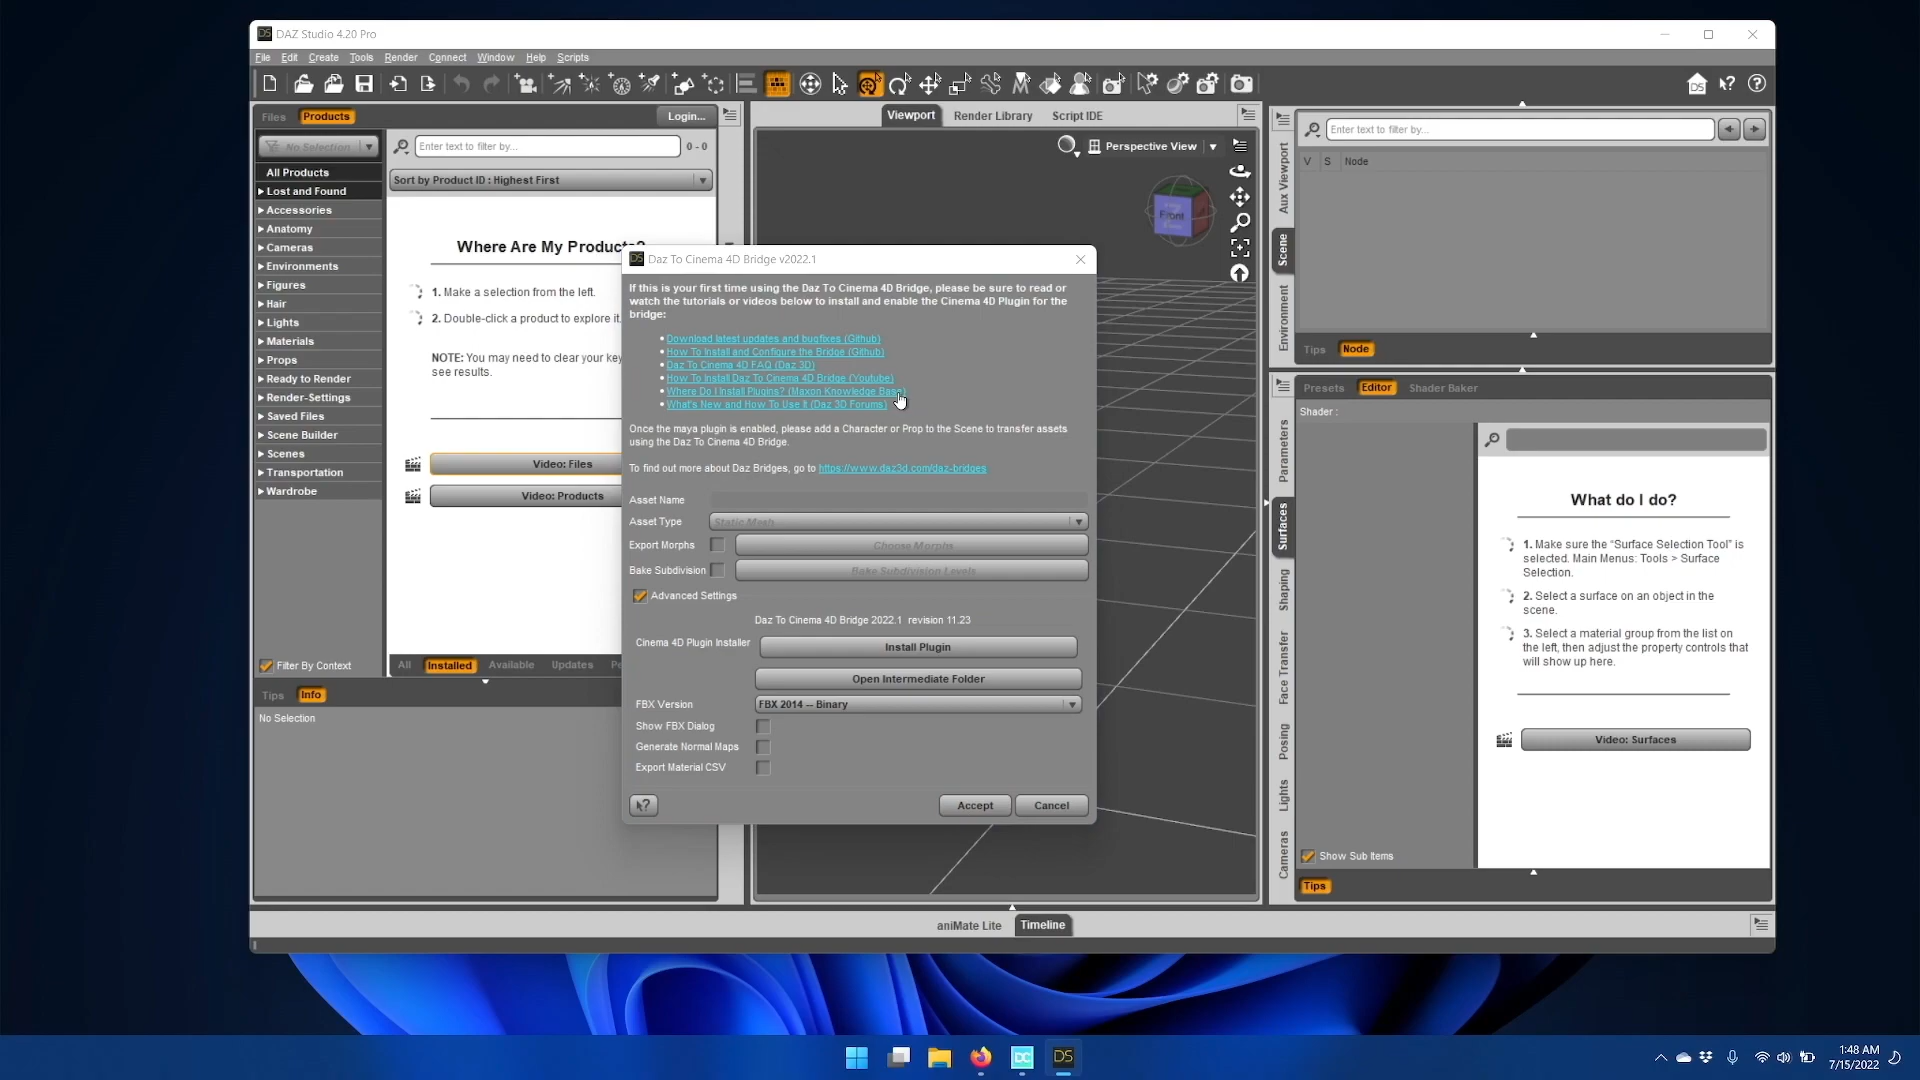 DAZ Studio 4.20 Pro
File Edit Create Tools Render Connect Window Help Scripts
Files Products Login...
No Selection
Enter text to filter by... 0 - 0
Sort by Product ID : Highest First
All Products
Lost and Found
Accessories
Anatomy
Cameras
Environments
Figures
Hair
Lights
Materials
Props
Ready to Render
Render-Settings
Saved Files
Scene Builder
Scenes
Transportation
Wardrobe
Filter By Context
Where Are My Products?
1. Make a selection from the left.
2. Double-click a product to explore it.
NOTE: You may need to clear your key
see results.
Video: Files
Video: Products
All Installed Available Updates
Tips Info
No Selection
Viewport Render Library Script IDE
Perspective View
Front
Daz To Cinema 4D Bridge v2022.1
If this is your first time using the Daz To Cinema 4D Bridge, please be sure to read or
watch the tutorials or videos below to install and enable the Cinema 4D Plugin for the
bridge:
• Download latest updates and bugfixes (Github)
• How To Install and Configure the Bridge (Github)
• Daz To Cinema 4D FAQ (Daz 3D)
• How To Install Daz To Cinema 4D Bridge (Youtube)
• Where Do I Install Plugins? (Maxon Knowledge Base)
• What's New and How To Use It (Daz 3D Forums)
Once the maya plugin is enabled, please add a Character or Prop to the Scene to transfer assets
using the Daz To Cinema 4D Bridge.
To find out more about Daz Bridges, go to https://www.daz3d.com/daz-bridges
Asset Name
Asset Type Static Mesh
Export Morphs Choose Morphs
Bake Subdivision Bake Subdivision Levels
Advanced Settings
Daz To Cinema 4D Bridge 2022.1 revision 11.23
Cinema 4D Plugin Installer Install Plugin
Open Intermediate Folder
FBX Version FBX 2014 -- Binary
Show FBX Dialog
Generate Normal Maps
Export Material CSV
Accept Cancel
Aux Viewport
Scene
Environment
Enter text to filter by...
V S Node
Tips Node
Parameters
Surfaces
Shaping
Face Transfer
Posing
Lights
Cameras
Presets Editor Shader Baker
Shader :
What do I do?
1. Make sure the “Surface Selection Tool” is
selected. Main Menus: Tools > Surface
Selection.
2. Select a surface on an object in the
scene.
3. Select a material group from the list on
the left, then adjust the property controls that
will show up here.
Video: Surfaces
Show Sub Items
Tips
aniMate Lite Timeline
DC DS
1:48 AM
7/15/2022